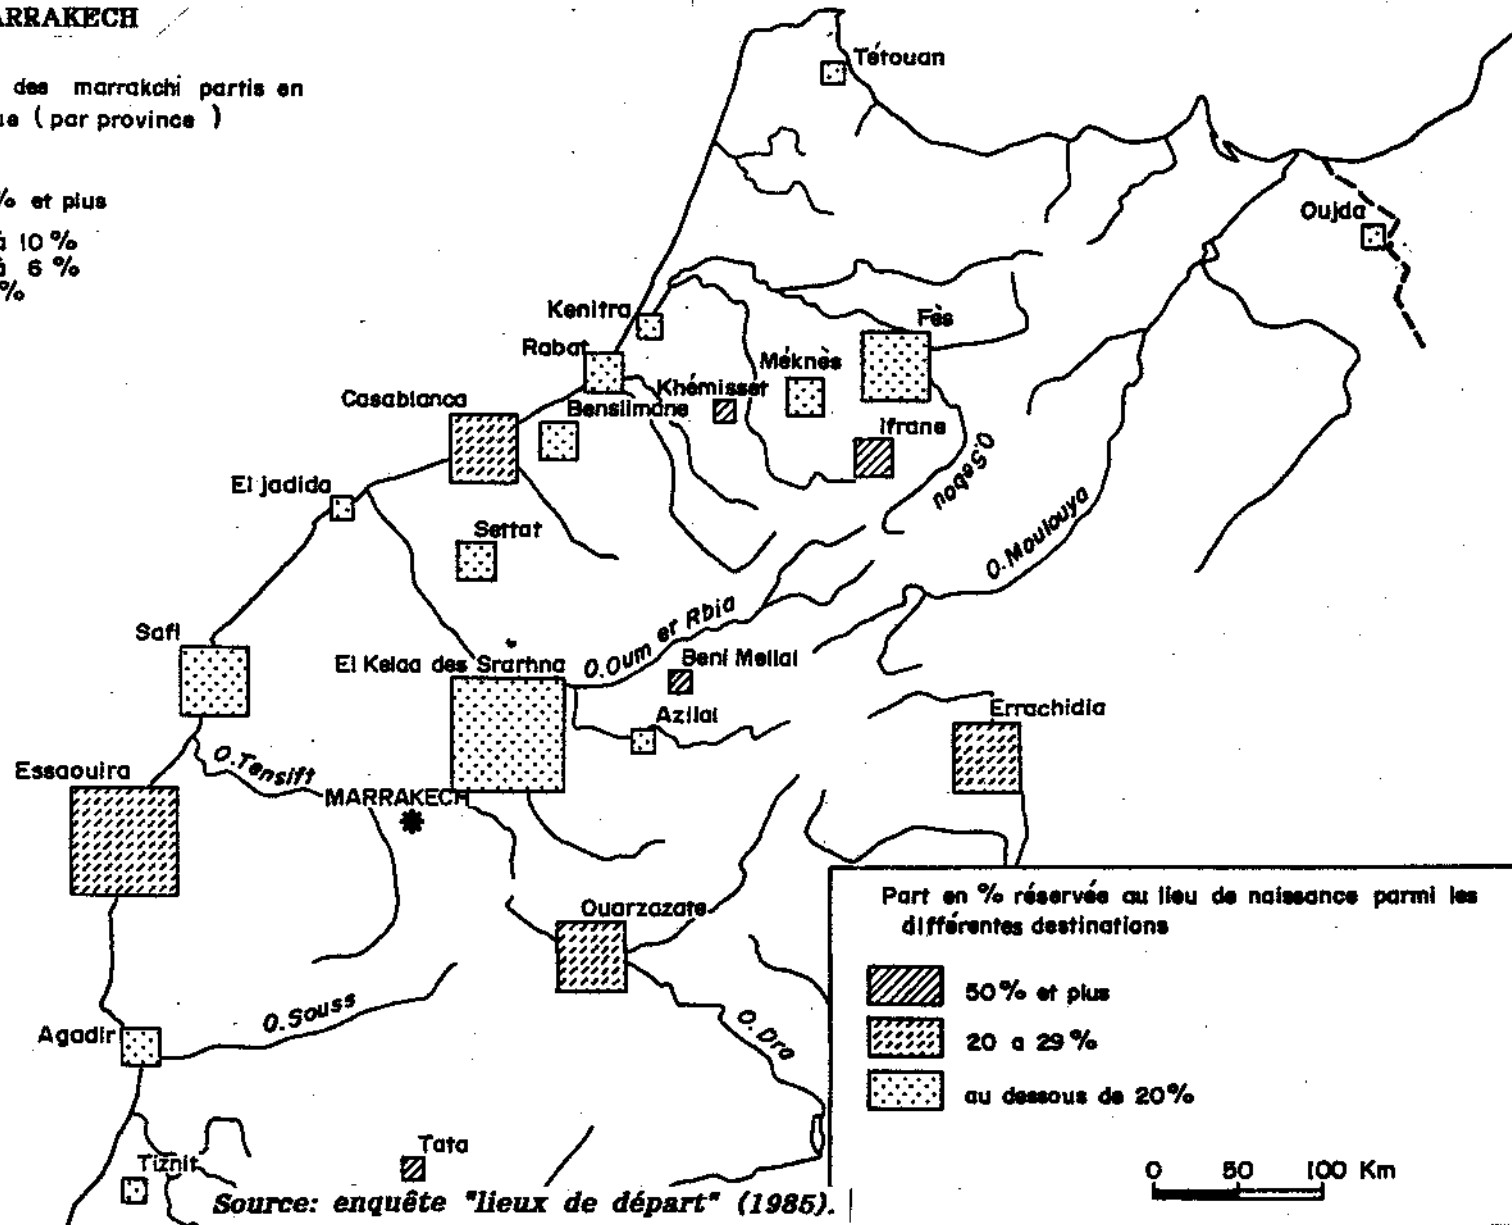 ARRAKECH
des marrakchi partis en
ue ( par province )
% et plus
à 10 %
à 6 %
%
Tétouan
Oujda
Kenitra
Fès
Rabat
Méknès
Khémisset
Casablanca
Benslimane
Ifrane
El jadida
O.Sebou
Settat
O.Moulouya
Safi
O.Oum er Rbia
El Kelaa des Srarhna
Beni Mellal
Azilal
Errachidia
O.Tensift
Essaouira
MARRAKECH
Ouarzazate
Part en % réservée au lieu de naissance parmi les
différentes destinations
50% et plus
20 a 29%
au dessous de 20%
O.Souss
O.Dra
Agadir
Tata
Tiznit
0 50 100 Km
Source: enquête "lieux de départ" (1985).